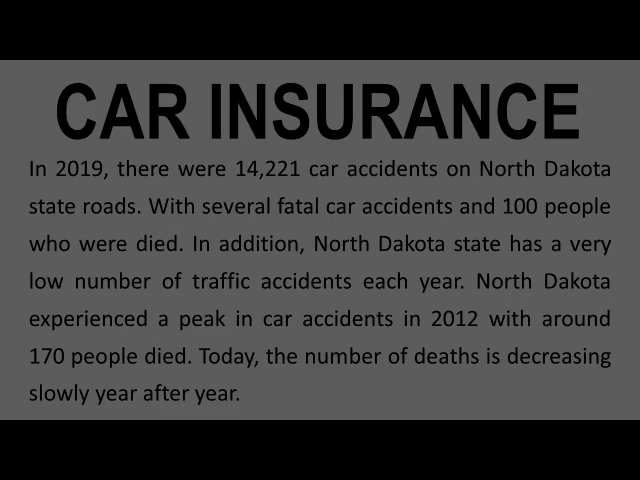 CAR INSURANCE
In 2019, there were 14,221 car accidents on North Dakota
state roads. With several fatal car accidents and 100 people
who were died. In addition, North Dakota state has a very
low number of traffic accidents each year. North Dakota
experienced a peak in car accidents in 2012 with around
170 people died. Today, the number of deaths is decreasing
slowly year after year.